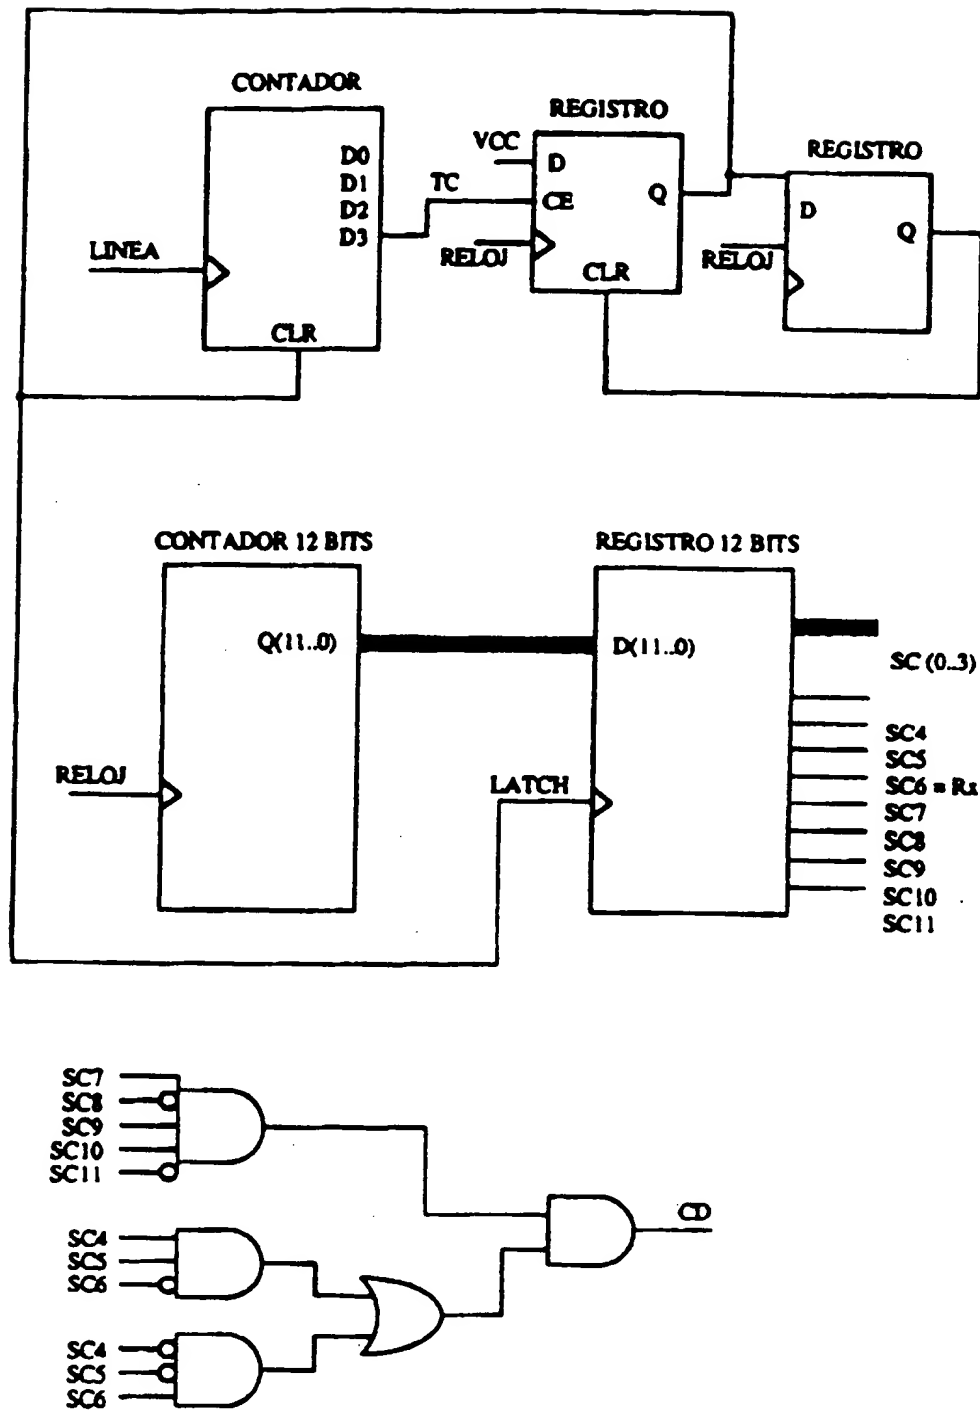 CONTADOR
D0
D1
D2
D3
LINEA
CLR
TC
REGISTRO
VCC
D
CE
Q
RELOJ
CLR
REGISTRO
D
Q
RELOJ
CONTADOR 12 BITS
Q(11..0)
RELOJ
REGISTRO 12 BITS
D(11..0)
LATCH
SC (0..3)
SC4
SC5
SC6 = Rx
SC7
SC8
SC9
SC10
SC11
SC7
SC8
SC9
SC10
SC11
SC4
SC5
SC6
SC4
SC5
SC6
CD